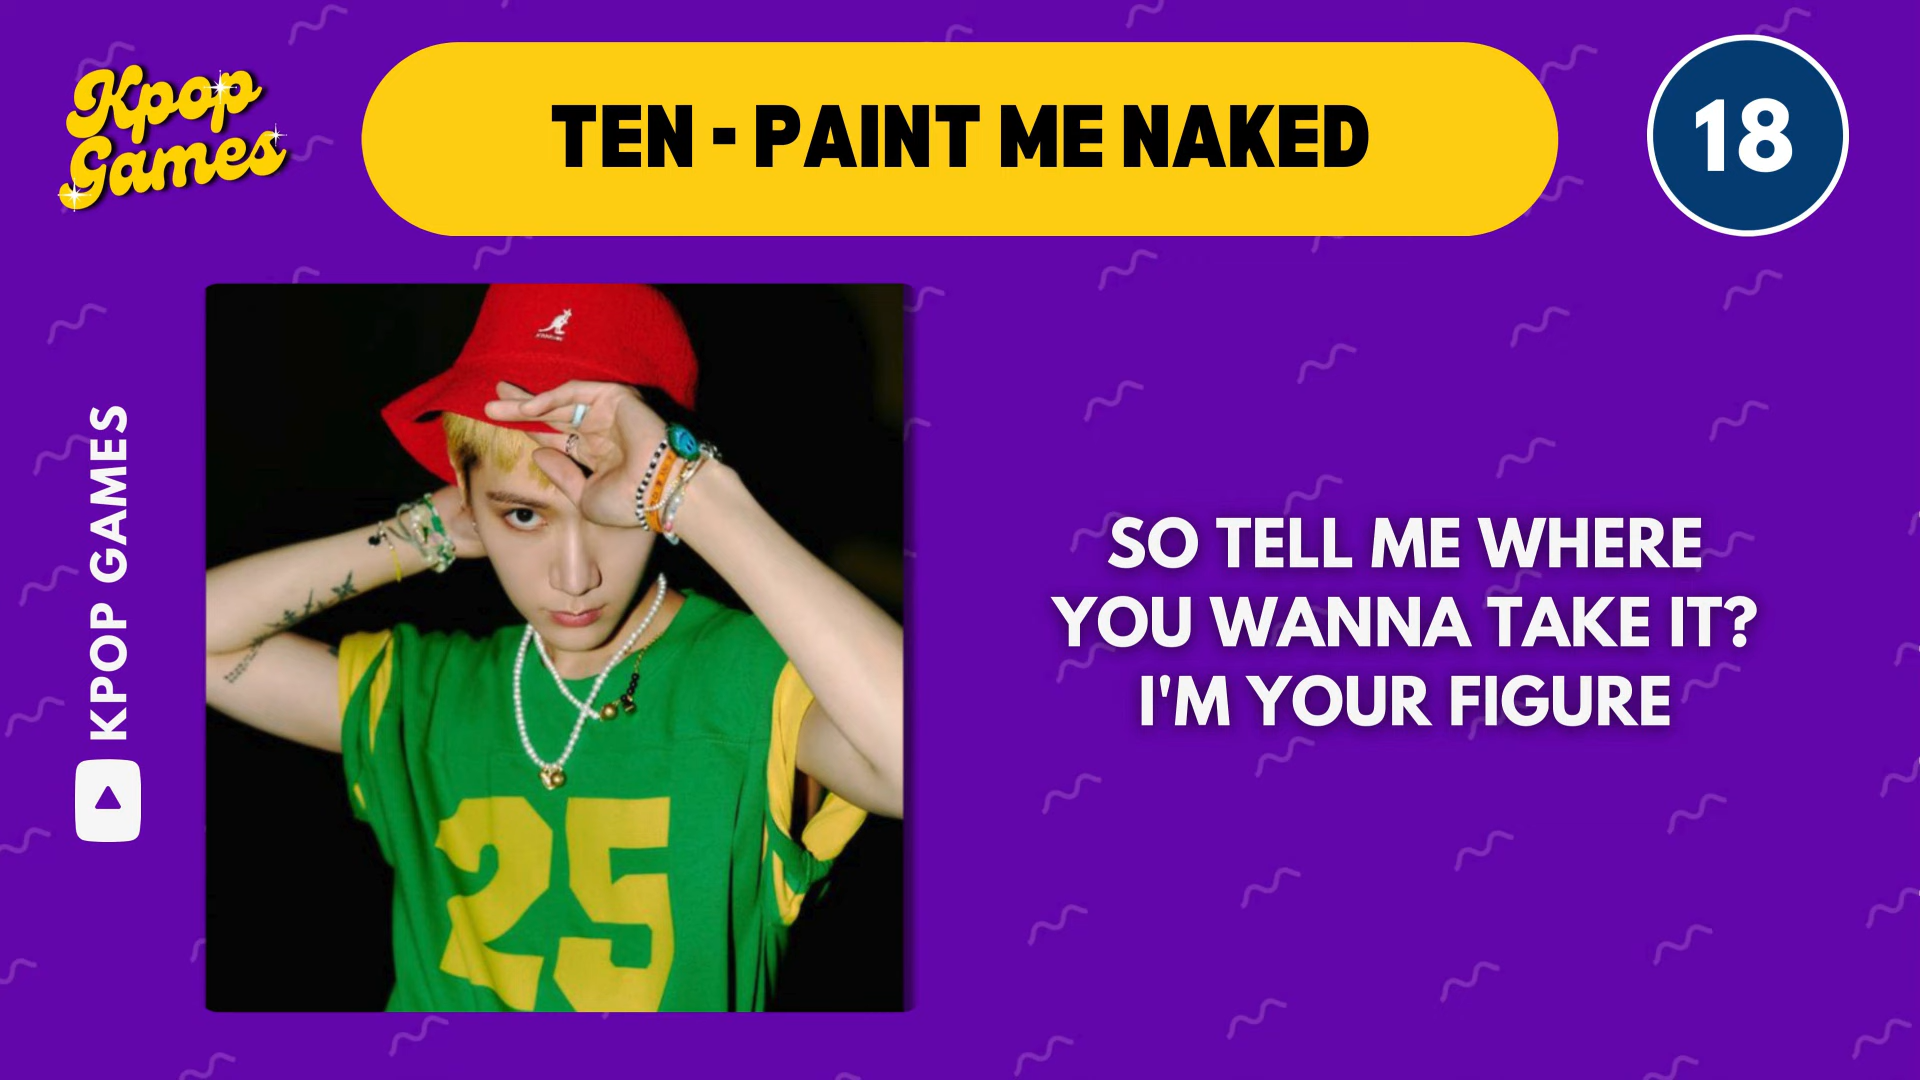 Kpop
Games
TEN - PAINT ME NAKED
18
KPOP GAMES
SO TELL ME WHERE
YOU WANNA TAKE IT?
I'M YOUR FIGURE
25